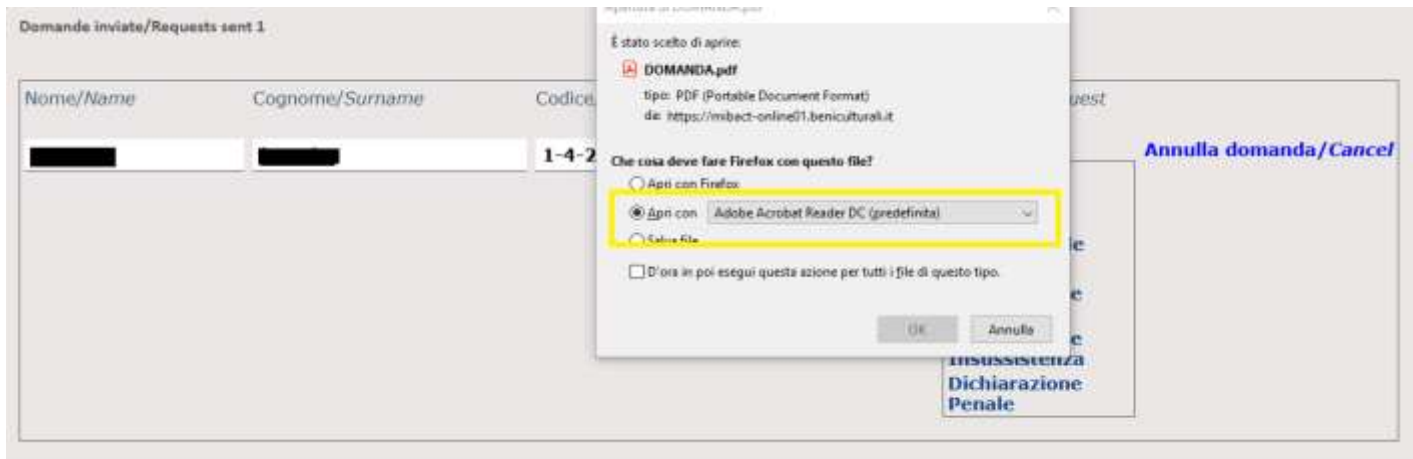 Domande inviate/Requests sent 1
È stato scelto di aprire:
DOMANDA.pdf
tipo: PDF (Portable Document Format)
de: https://mibact-online01.beniculturali.it
Nome/Name Cognome/Surname Codice uest
1-4-2 Annulla domanda/Cancel
Che cosa deve fare Firefox con questo file?
Apri con Firefox
Apri con Adobe Acrobat Reader DC (predefinita)
Salva file
D'ora in poi esegui questa azione per tutti i file di questo tipo.
OK Annulla
Insussistenza
Dichiarazione
Penale